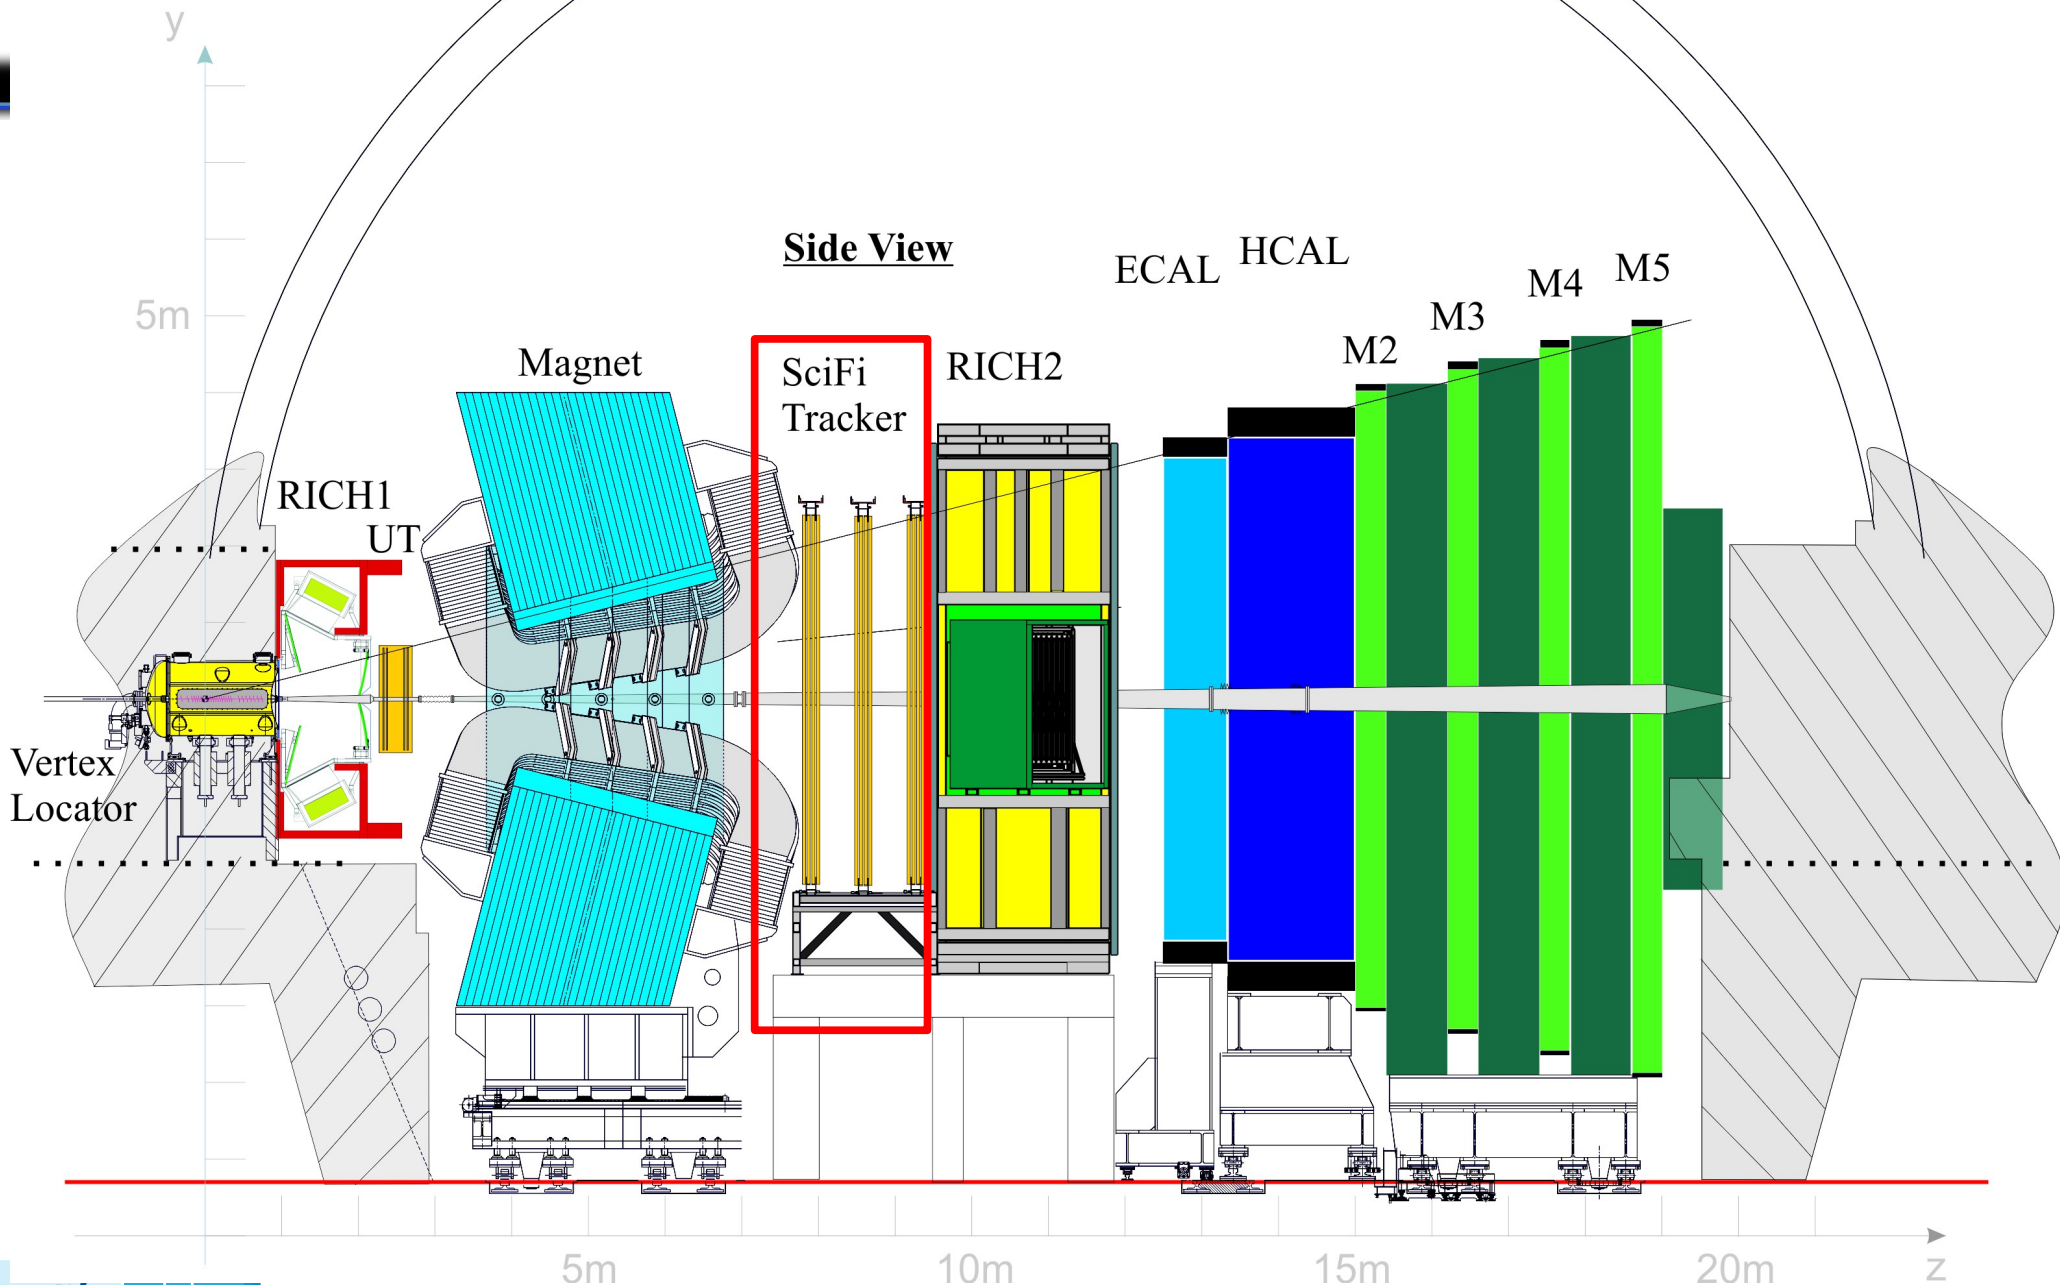 y
Side View
ECAL
HCAL
M5
M4
M3
5m
M2
Magnet
SciFi
Tracker
RICH2
RICH1
UT
Vertex
Locator
5m
10m
15m
20m
z